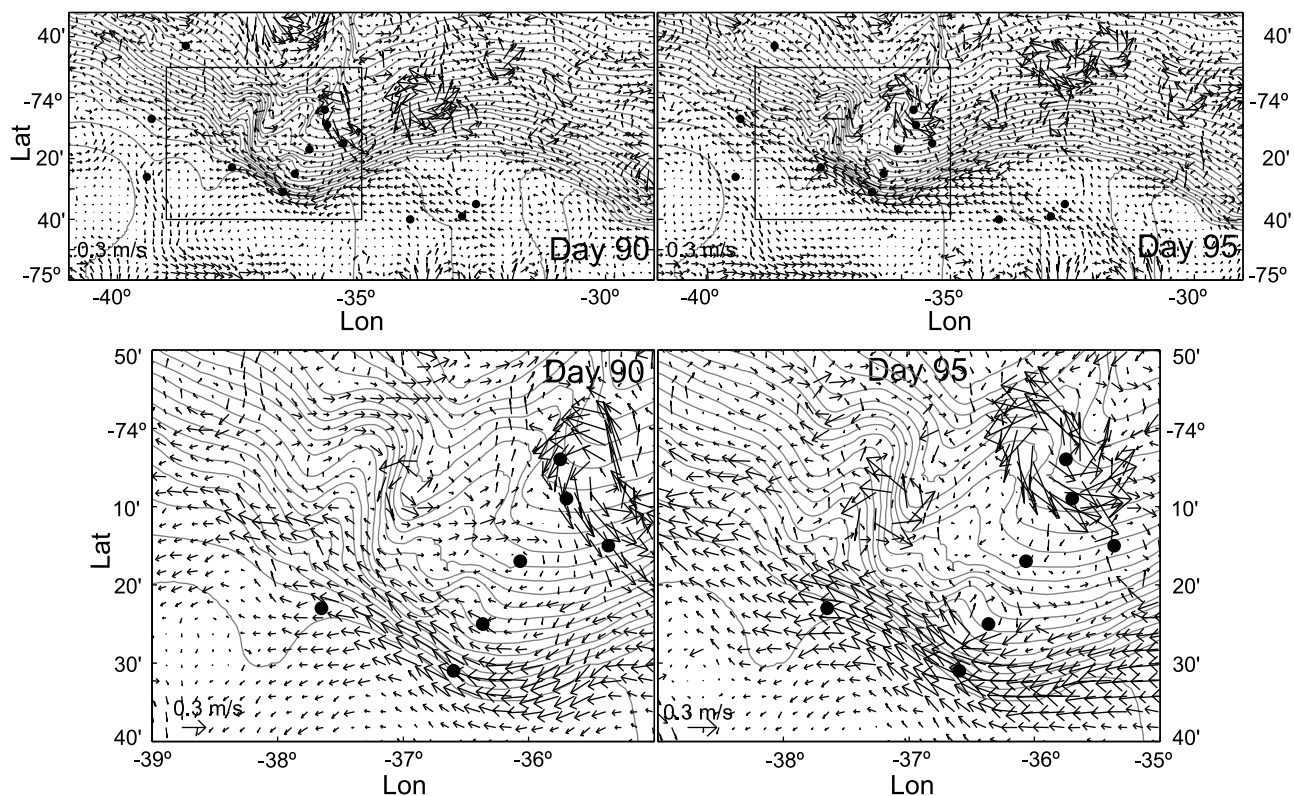 40'
-74º
20'
40'
-75º
Lat
0.3 m/s
Day 90
-40º
-35º
-30º
Lon
0.3 m/s
Day 95
40'
-74º
20'
40'
-75º
-40º
-35º
-30º
Lon
50'
-74º
10'
20'
30'
40'
Lat
Day 90
0.3 m/s
-39º
-38º
-37º
-36º
Lon
Day 95
0.3 m/s
50'
-74º
10'
20'
30'
40'
-38º
-37º
-36º
-35º
Lon